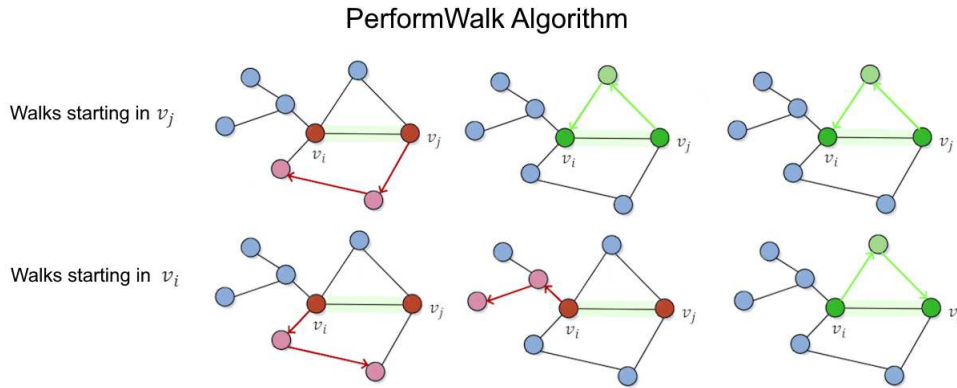 PerformWalk Algorithm
Walks starting in v_j
v_i v_j v_i v_j v_i v_j
Walks starting in v_i
v_i v_j v_i v_j v_i v